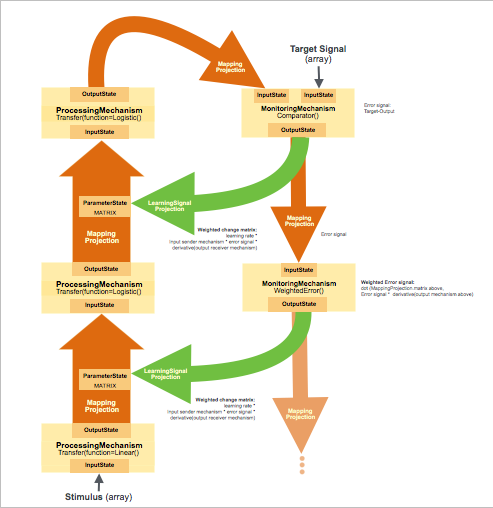 Target Signal
(array)
Mapping
Projection
OutputState
ProcessingMechanism
Transfer(function=Logistic()
InputState
InputState
InputState
MonitoringMechanism
Comparator()
OutputState
Error signal:
Target-Output
ParameterState
MATRIX
Mapping
Projection
LearningSignal
Projection
Weighted change matrix:
learning rate *
Input sender mechanism * error signal *
derivative(output receiver mechanism)
Mapping
Projection
Error signal
OutputState
ProcessingMechanism
Transfer(function=Logistic()
InputState
InputState
MonitoringMechanism
WeightedError()
OutputState
Weighted Error signal:
dot (MappingProjection.matrix above,
Error signal * derivative(output mechanism above)
ParameterState
MATRIX
Mapping
Projection
LearningSignal
Projection
Weighted change matrix:
learning rate *
Input sender mechanism * error signal *
derivative(output receiver mechanism)
Mapping
Projection
OutputState
ProcessingMechanism
Transfer(function=Linear()
InputState
Stimulus (array)